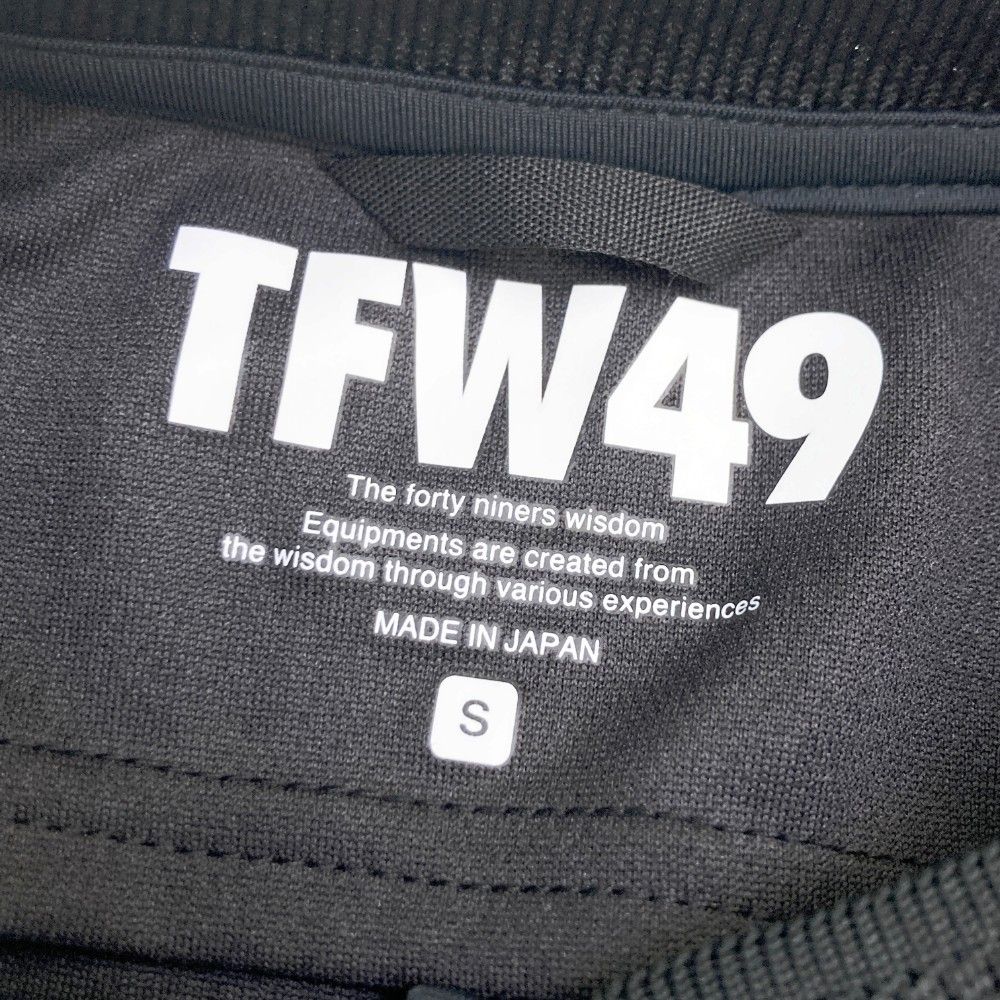 TFW49
The forty niners wisdom
Equipments are created from
the wisdom through various experiences
MADE IN JAPAN
S